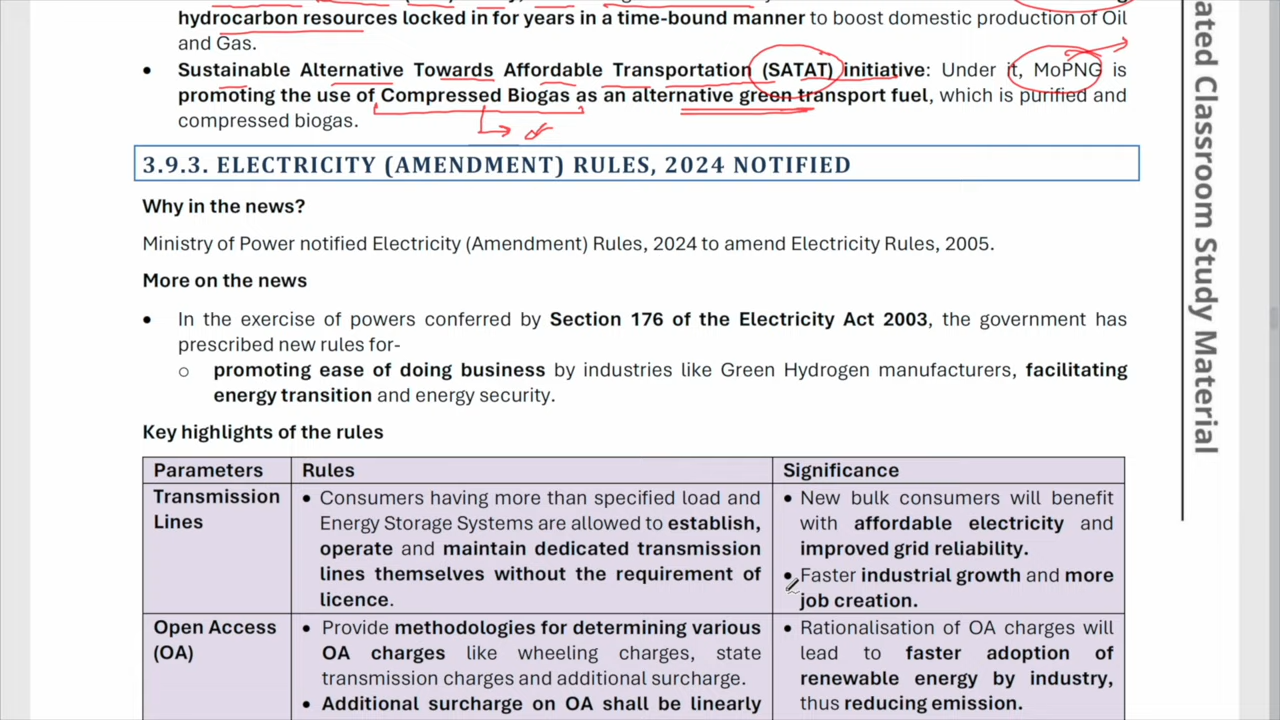 hydrocarbon resources locked in for years in a time-bound manner to boost domestic production of Oil
and Gas.
• Sustainable Alternative Towards Affordable Transportation (SATAT) initiative: Under it, MoPNG is
promoting the use of Compressed Biogas as an alternative green transport fuel, which is purified and
compressed biogas.
3.9.3. ELECTRICITY (AMENDMENT) RULES, 2024 NOTIFIED
Why in the news?
Ministry of Power notified Electricity (Amendment) Rules, 2024 to amend Electricity Rules, 2005.
More on the news
• In the exercise of powers conferred by Section 176 of the Electricity Act 2003, the government has
prescribed new rules for-
o promoting ease of doing business by industries like Green Hydrogen manufacturers, facilitating
energy transition and energy security.
Key highlights of the rules
Parameters Rules Significance
Transmission
Lines
• Consumers having more than specified load and
Energy Storage Systems are allowed to establish,
operate and maintain dedicated transmission
lines themselves without the requirement of
licence.
• New bulk consumers will benefit
with affordable electricity and
improved grid reliability.
• Faster industrial growth and more
job creation.
Open Access
(OA)
• Provide methodologies for determining various
OA charges like wheeling charges, state
transmission charges and additional surcharge.
• Additional surcharge on OA shall be linearly
• Rationalisation of OA charges will
lead to faster adoption of
renewable energy by industry,
thus reducing emission.
ated Classroom Study Material